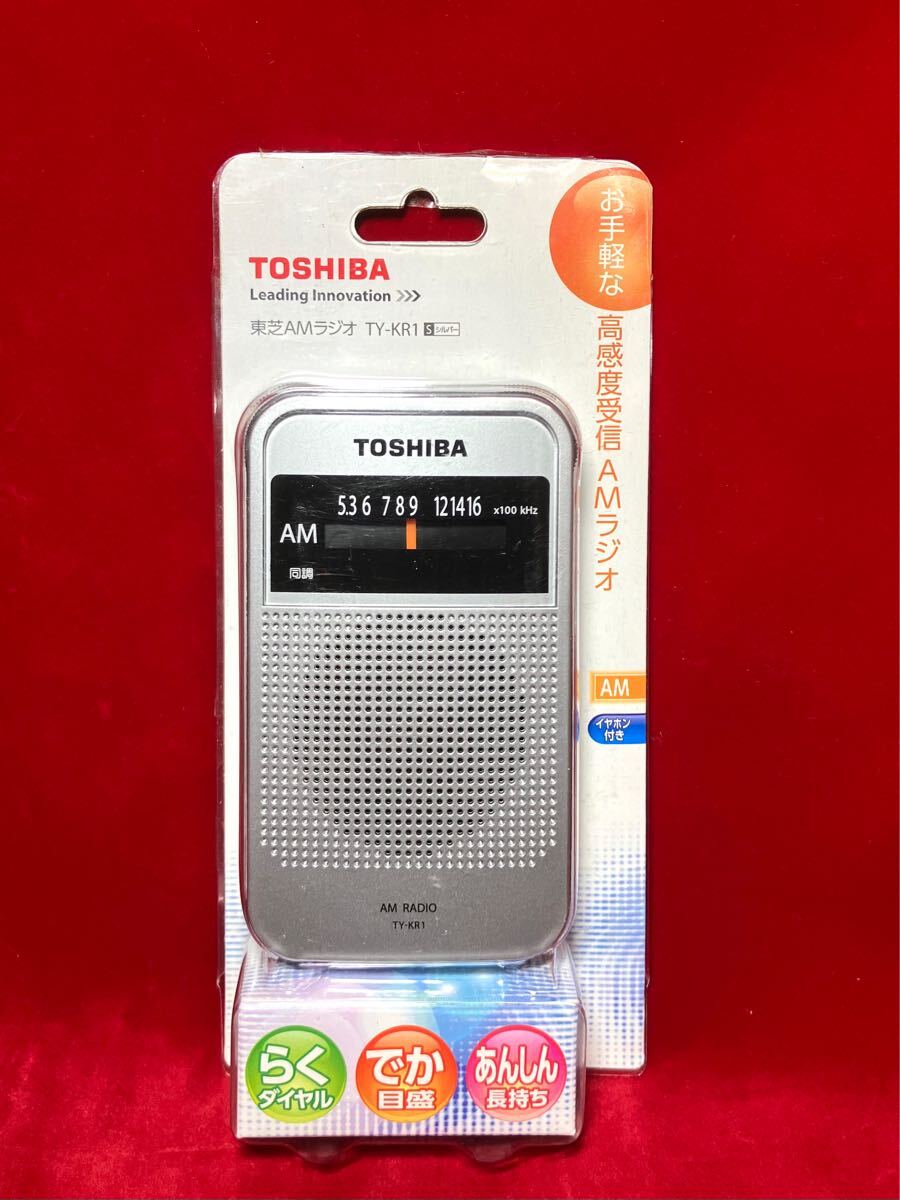 TOSHIBA
Leading Innovation >>>
東芝AMラジオ TY-KR1 S シルバー
お手軽な
高感度受信 AMラジオ
TOSHIBA
5.3 6 7 8 9 12 14 16 x100 kHz
AM
同調
AM
イヤホン
付き
AM RADIO
TY-KR1
らく
ダイヤル
でか
目盛
あんしん
長持ち